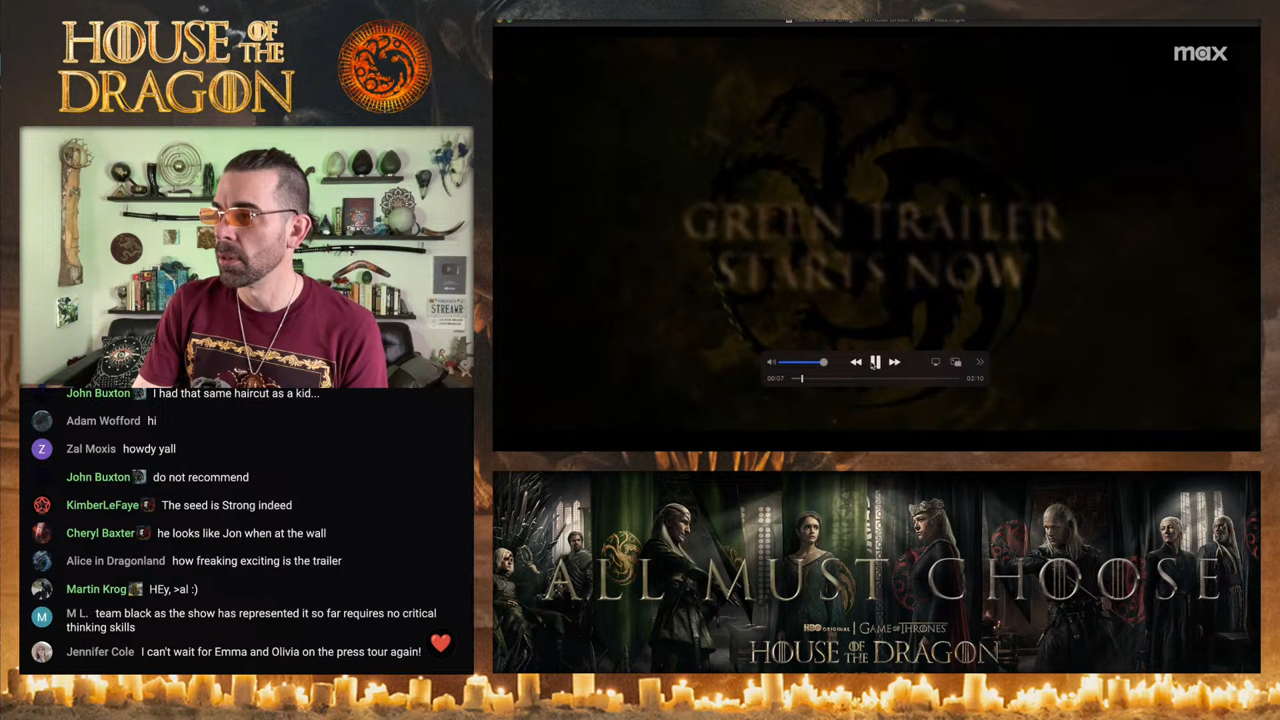 HOUSE OF THE
DRAGON
max
GREEN TRAILER
STARTS NOW
00:07
02:10
STREAMR
John Buxton I had that same haircut as a kid...
Adam Wofford hi
Z Zal Moxis howdy yall
John Buxton do not recommend
KimberLeFaye The seed is Strong indeed
Cheryl Baxter he looks like Jon when at the wall
Alice in Dragonland how freaking exciting is the trailer
Martin Krog HEy, >al :)
M M L. team black as the show has represented it so far requires no critical
thinking skills
Jennifer Cole I can't wait for Emma and Olivia on the press tour again!
ALL MUST CHOOSE
HBO ORIGINAL | GAME OF THRONES
HOUSE OF THE DRAGON